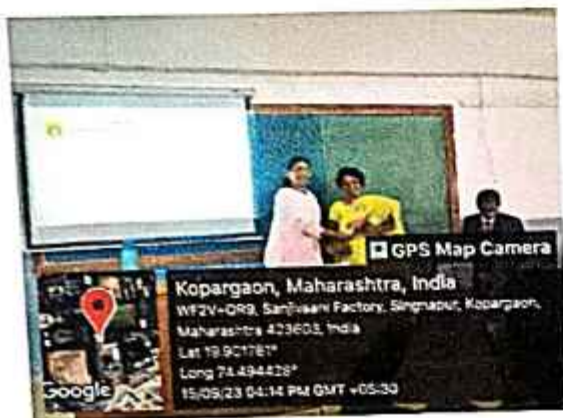 GPS Map Camera
Kopargaon, Maharashtra, India
WF2V+QR9, Sanjivani Factory, Singnapur, Kopargaon,
Maharashtra 423603, India
Lat 19.901781°
Long 74.494428°
15/09/23 04:14 PM GMT +05:30
Google